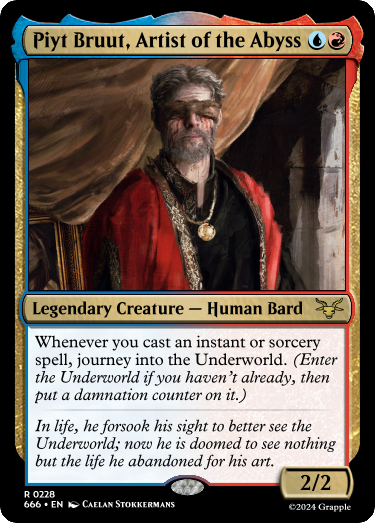 Piyt Bruut, Artist of the Abyss
Legendary Creature — Human Bard
Whenever you cast an instant or sorcery
spell, journey into the Underworld. (Enter
the Underworld if you haven't already, then
put a damnation counter on it.)
In life, he forsook his sight to better see the
Underworld; now he is doomed to see nothing
but the life he abandoned for his art.
2/2
R 0228
666 • EN Caelan Stokkermans
©2024 Grapple